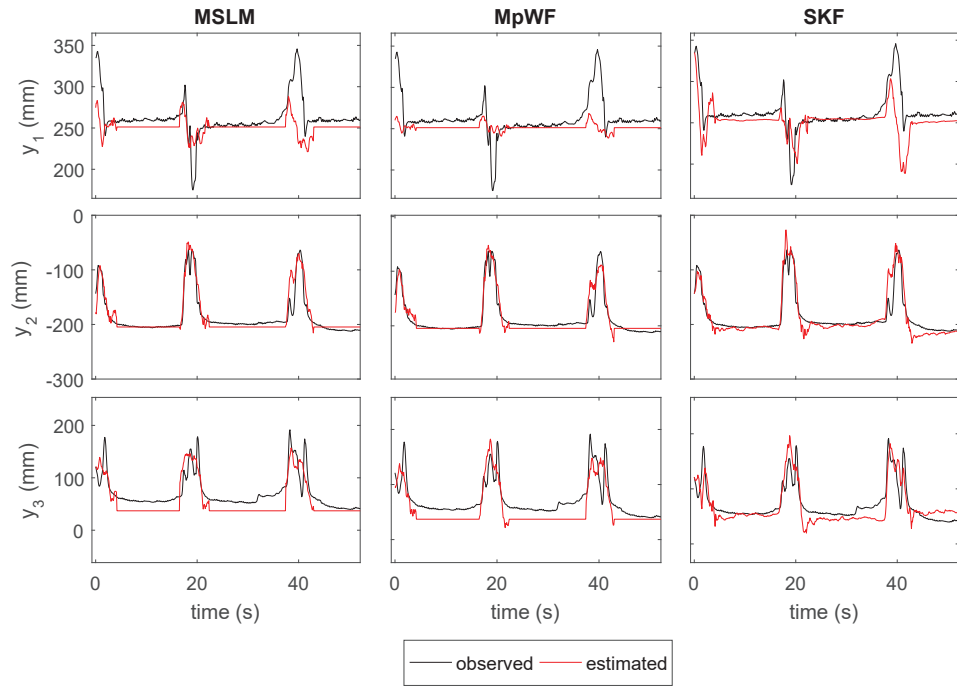 MSLM MpWF SKF
y1 (mm)
350
300
250
200
y2 (mm)
0
-100
-200
-300
y3 (mm)
200
100
0
0 20 40 0 20 40 0 20 40
time (s) time (s) time (s)
observed estimated